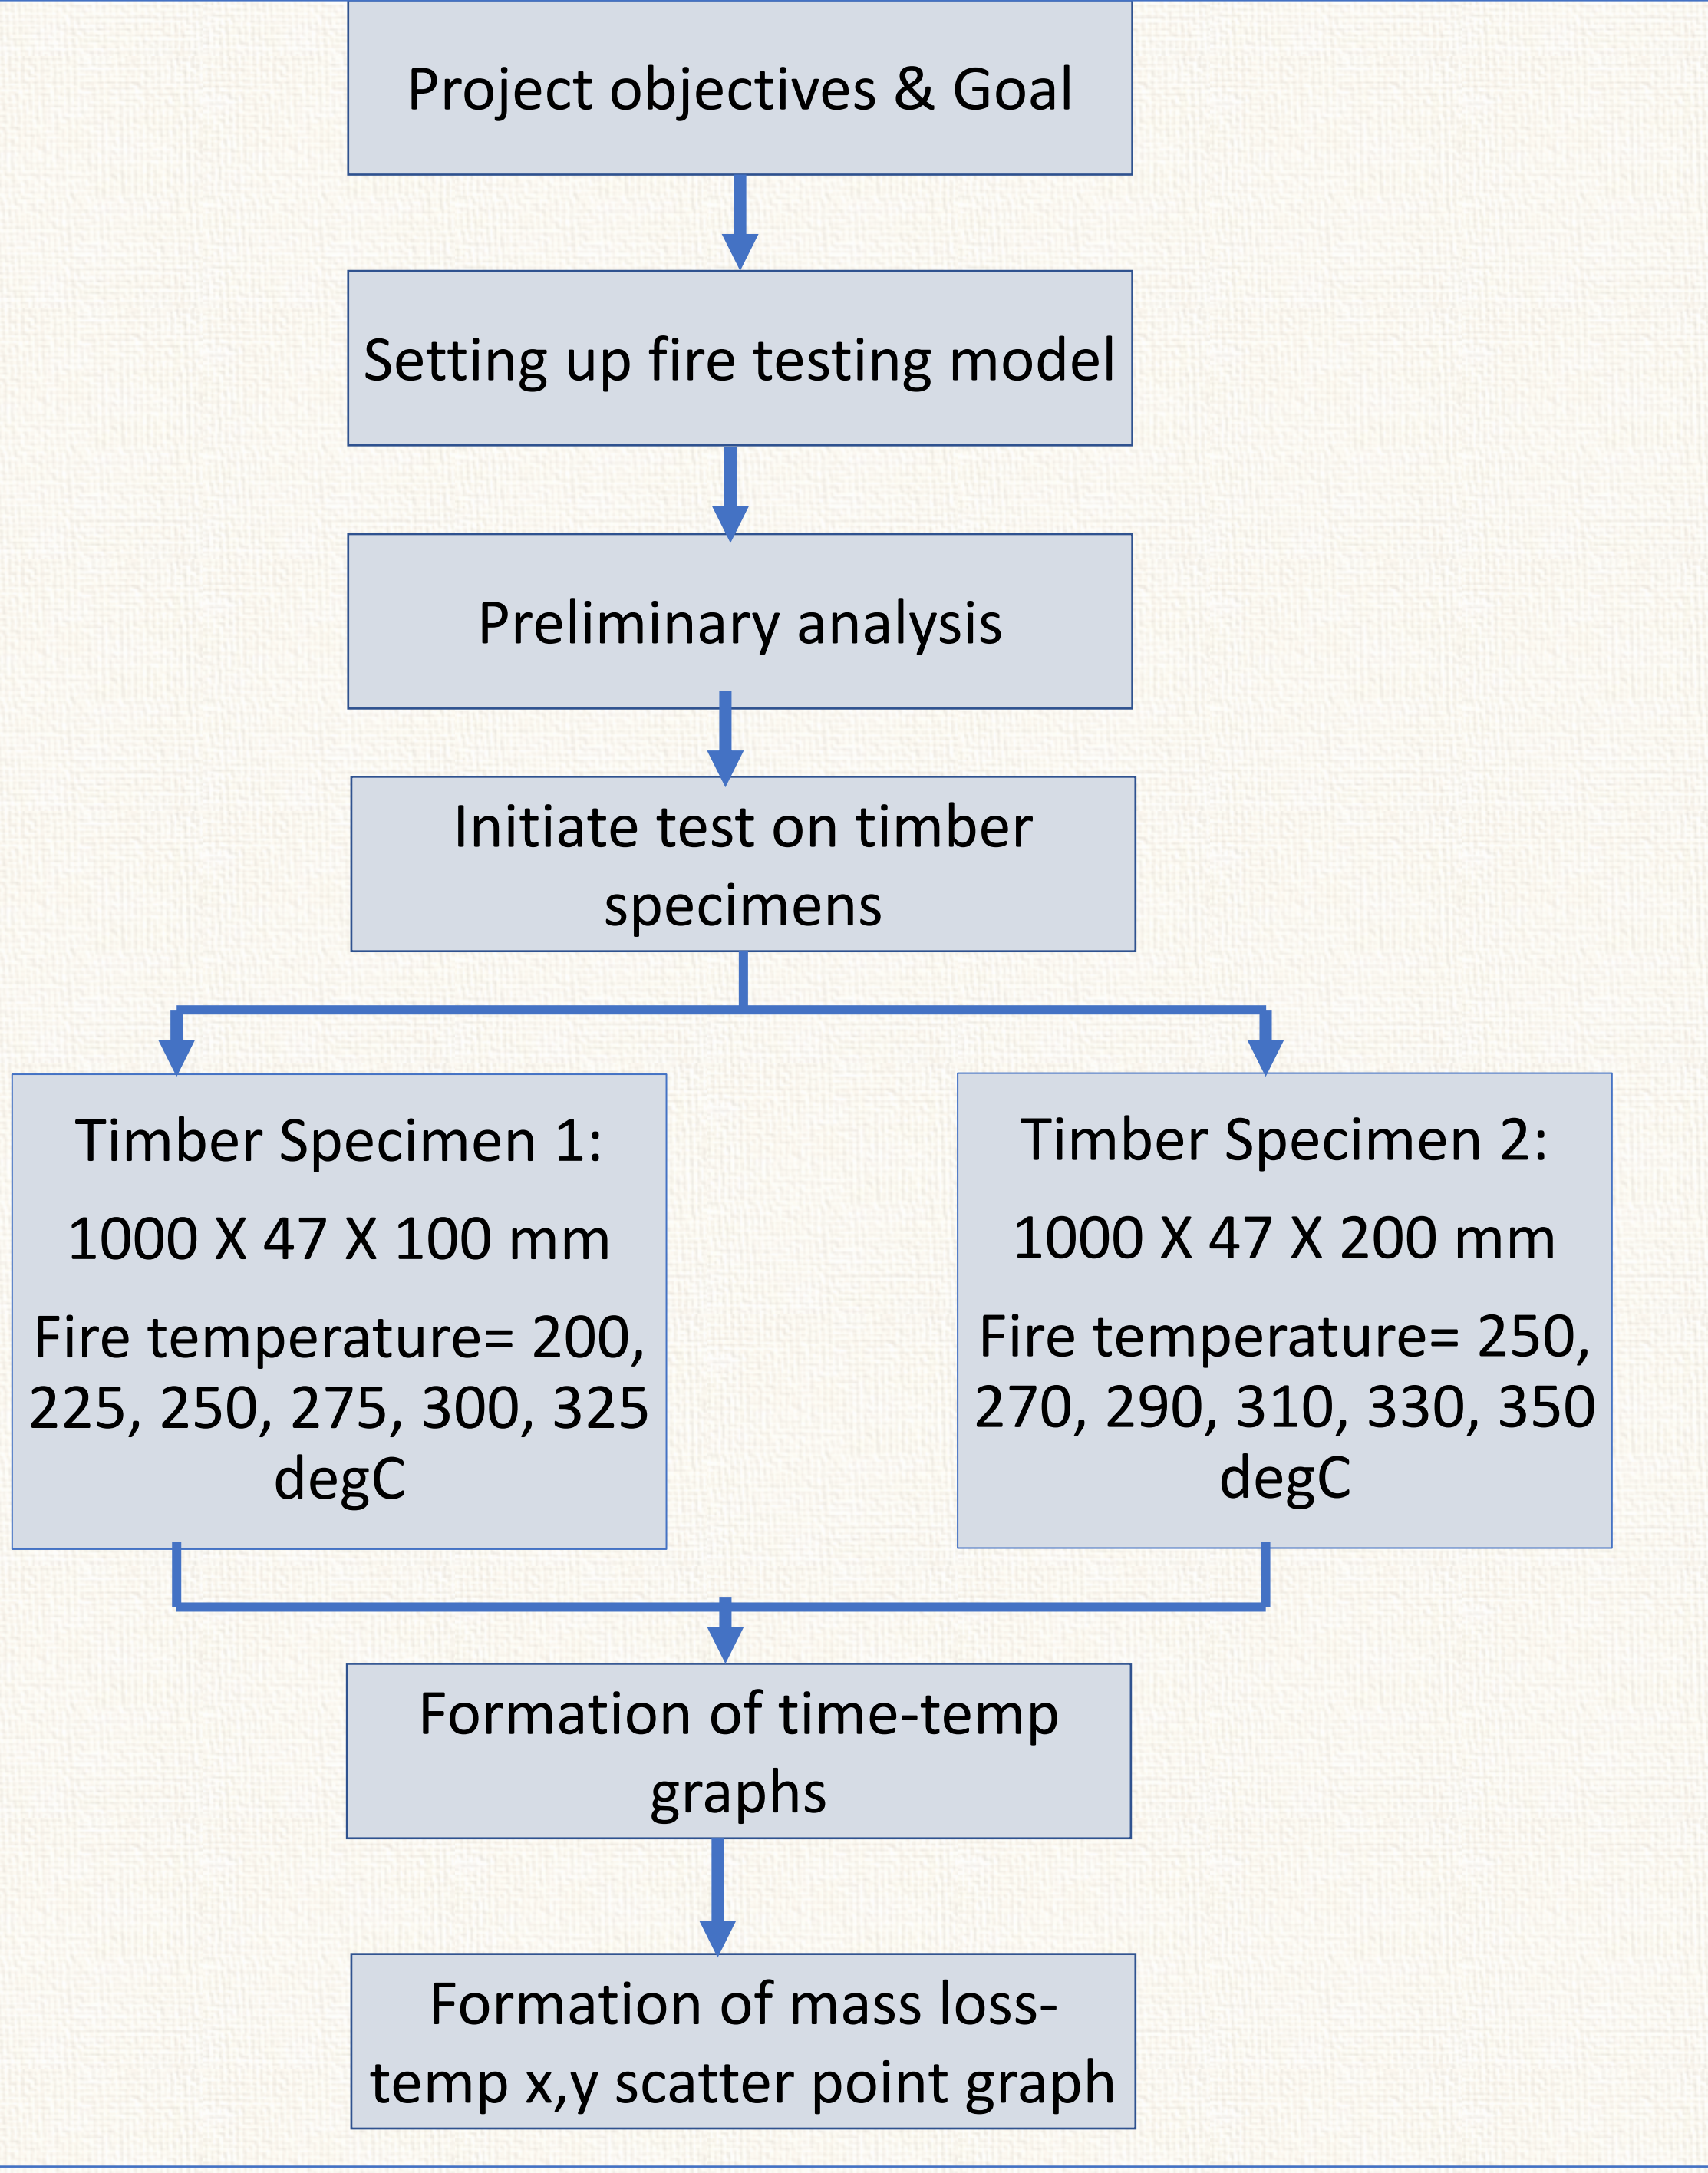 Project objectives & Goal
Setting up fire testing model
Preliminary analysis
Initiate test on timber
specimens
Timber Specimen 1:
1000 X 47 X 100 mm
Fire temperature= 200,
225, 250, 275, 300, 325
degC
Timber Specimen 2:
1000 X 47 X 200 mm
Fire temperature= 250,
270, 290, 310, 330, 350
degC
Formation of time-temp
graphs
Formation of mass loss-
temp x,y scatter point graph